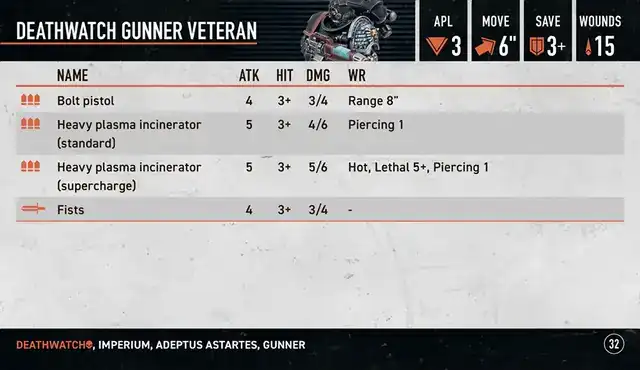 DEATHWATCH GUNNER VETERAN
APL
3
MOVE
6"
SAVE
3+
WOUNDS
15
NAME ATK HIT DMG WR
Bolt pistol 4 3+ 3/4 Range 8"
Heavy plasma incinerator 5 3+ 4/6 Piercing 1
(standard)
Heavy plasma incinerator 5 3+ 5/6 Hot, Lethal 5+, Piercing 1
(supercharge)
Fists 4 3+ 3/4 -
DEATHWATCH, IMPERIUM, ADEPTUS ASTARTES, GUNNER
32